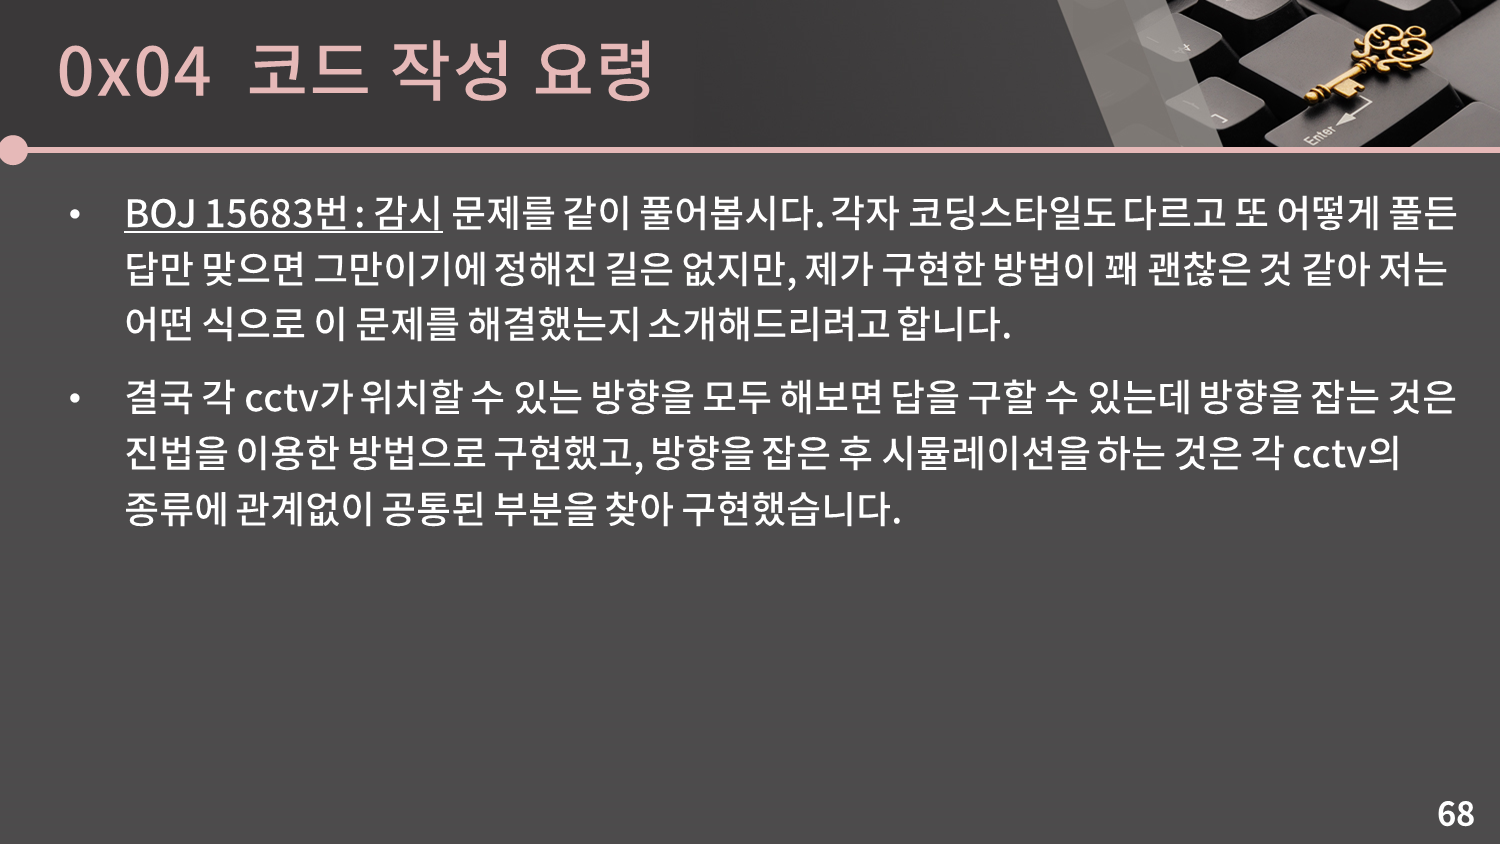 0x04 코드 작성 요령
• BOJ 15683번 : 감시 문제를 같이 풀어봅시다. 각자 코딩스타일도 다르고 또 어떻게 풀든
답만 맞으면 그만이기에 정해진 길은 없지만, 제가 구현한 방법이 꽤 괜찮은 것 같아 저는
어떤 식으로 이 문제를 해결했는지 소개해드리려고 합니다.
• 결국 각 cctv가 위치할 수 있는 방향을 모두 해보면 답을 구할 수 있는데 방향을 잡는 것은
진법을 이용한 방법으로 구현했고, 방향을 잡은 후 시뮬레이션을 하는 것은 각 cctv의
종류에 관계없이 공통된 부분을 찾아 구현했습니다.
Enter
68